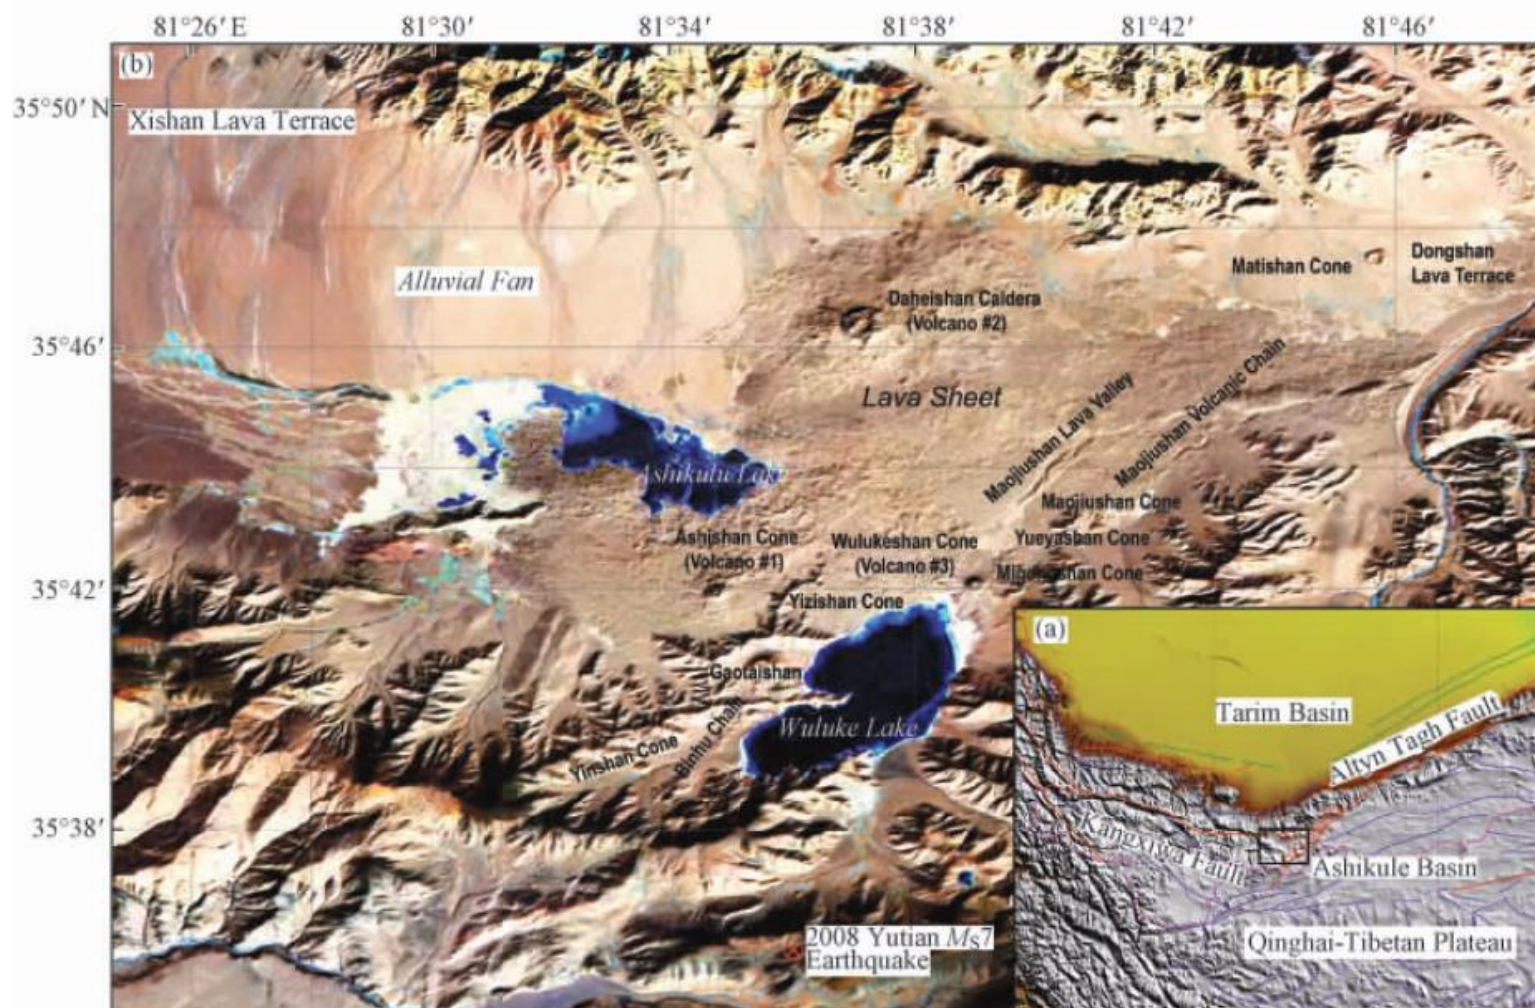 81°26′ E
81°30′
81°34′
81°38′
81°42′
81°46′
(b)
35°50′ N
Xishan Lava Terrace
Alluvial Fan
Matishan Cone
Dongshan
Lava Terrace
Daheishan Caldera
(Volcano #2)
35°46′
Lava Sheet
Maojiushan Lava Valley
Maojiushan Volcanic Chain
Ashikulu Lake
Maojiushan Cone
Ashishan Cone
(Volcano #1)
Wulukeshan Cone
(Volcano #3)
Yueyashan Cone
Cone
35°42′
Yizishan Cone
(a)
Gaotaishan
Tarim Basin
Altyn Tagh Fault
Wuluke Lake
Yinshan Cone
Binhu Chain
35°38′
Kangxiwa Fault
Ashikule Basin
2008 Yutian Ms7
Earthquake
Qinghai-Tibetan Plateau